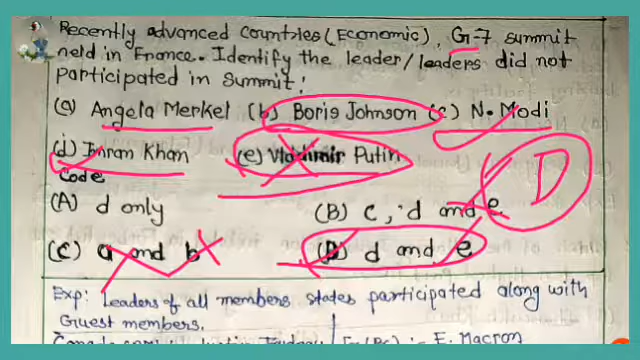 Recently advanced countries (Economic), G-7 summit
held in France. Identify the leader/leaders did not
participated in summit!
(a) Angela Merkel (b) Boris Johnson (c) N. Modi
(d) Imran Khan (e) Vladhmir Putin
Code
(A) d only (B) c, d and e
(C) a and b (D) d and e
D
Exp: Leaders of all members states participated along with
Guest members.
E. Macron